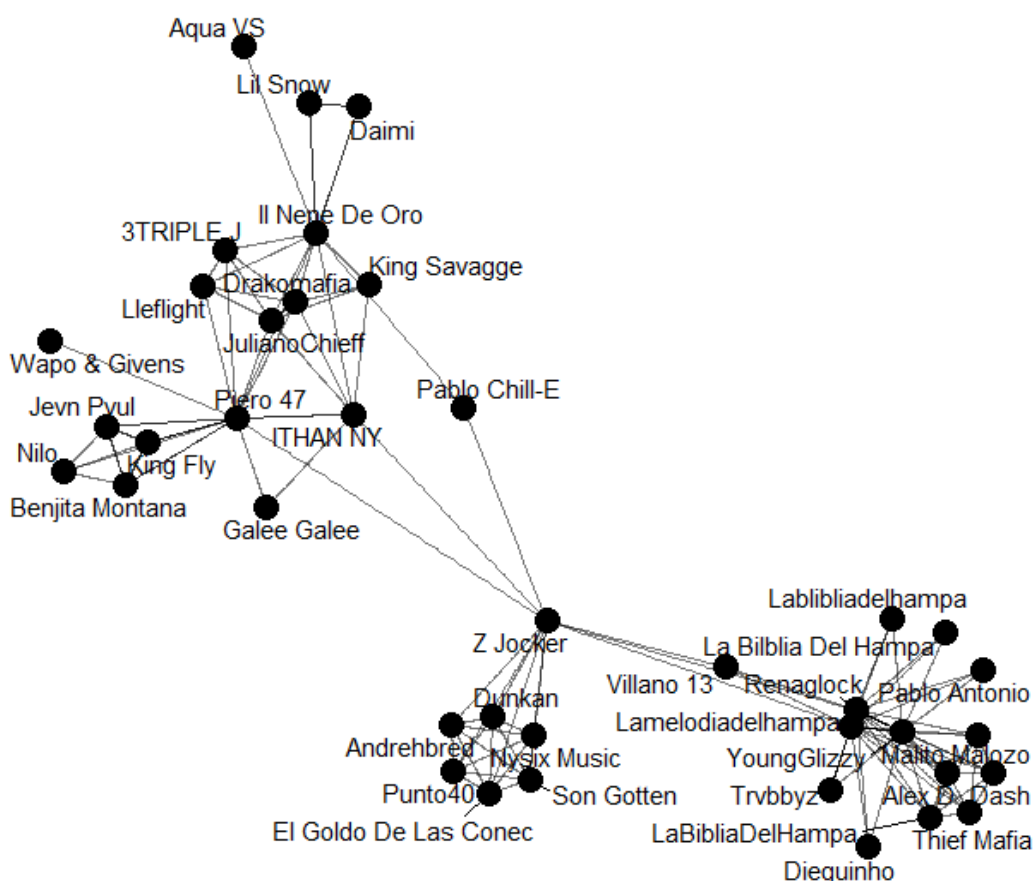 Aqua VS
Lil Snow
Daimi
Il Nene De Oro
3TRIPLE J
King Savagge
Drakomafia
Lleflight
JulianoChieff
Wapo & Givens
Pablo Chill-E
Jevn Pvul
Piero 47
ITHAN NY
Nilo
King Fly
Benjita Montana
Galee Galee
Lablibliadelhampa
Z Jocker
La Bilblia Del Hampa
Villano 13
Renaglock
Pablo Antonio
Dunkan
Lamelodiadelhampa
Andrehbred
Nysix Music
YoungGlizzy
Malito Malozo
Punto40
Son Gotten
Trvbbyz
Alex D. Dash
El Goldo De Las Conec
LaBibliaDelHampa
Thief Mafia
Diequinho